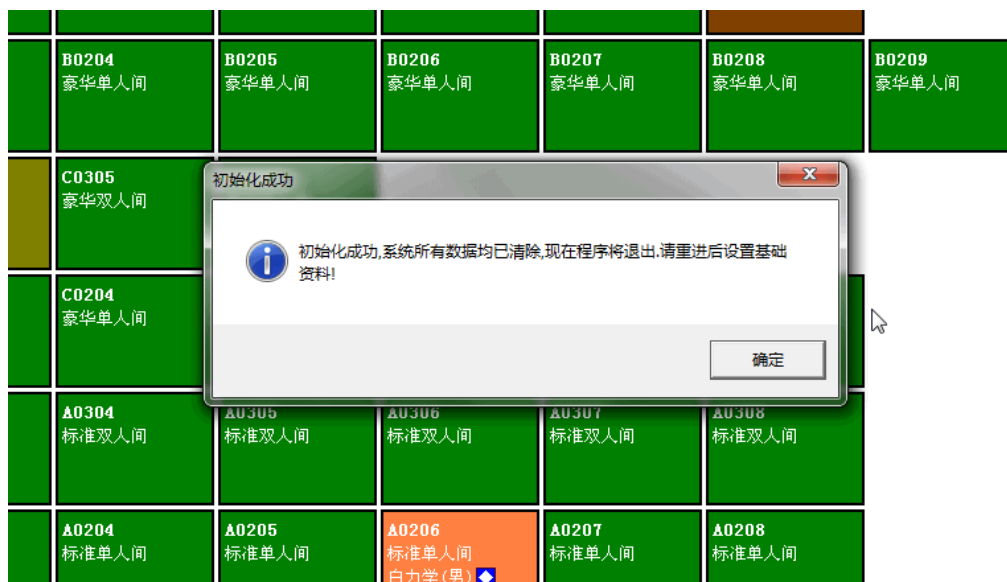 B0204
豪华单人间
B0205
豪华单人间
B0206
豪华单人间
B0207
豪华单人间
B0208
豪华单人间
B0209
豪华单人间
C0305
豪华双人间
初始化成功
初始化成功,系统所有数据均已清除,现在程序将退出.请重进后设置基础
资料!
确定
C0204
豪华单人间
A0304
标准双人间
A0305
标准双人间
A0306
标准双人间
A0307
标准双人间
A0308
标准双人间
A0204
标准单人间
A0205
标准单人间
A0206
标准单人间
白力学(男)
A0207
标准单人间
A0208
标准单人间